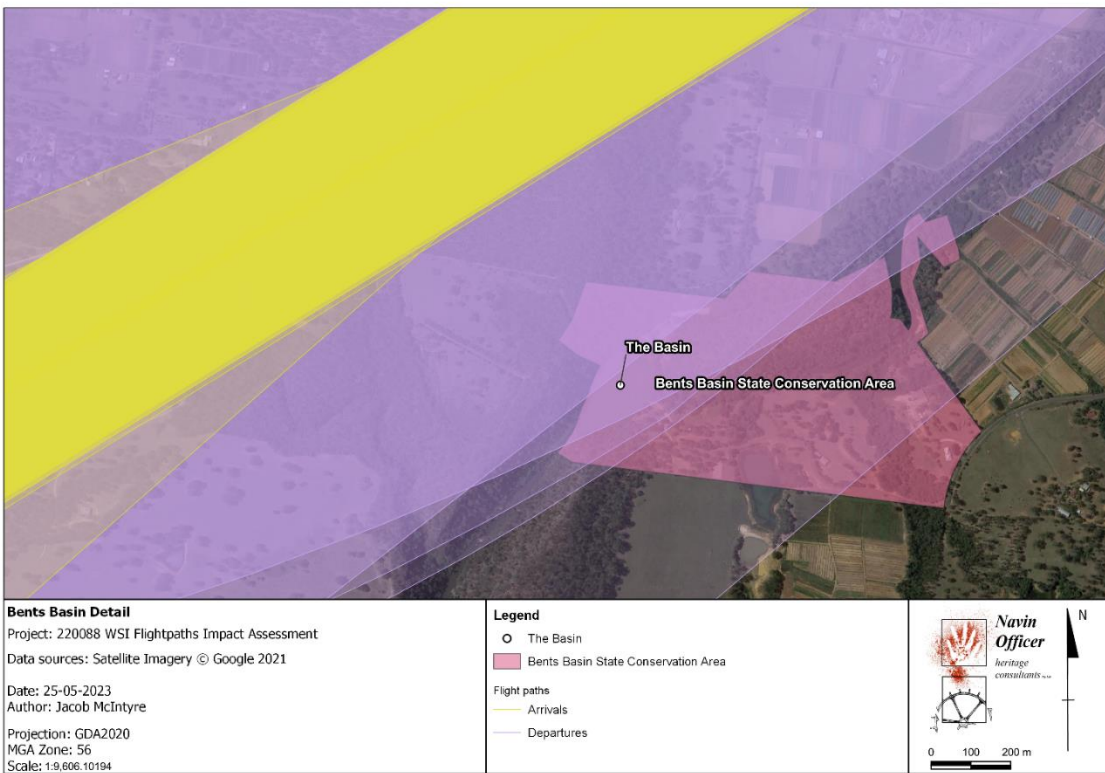 The Basin
Bents Basin State Conservation Area
Bents Basin Detail
Project: 220088 WSI Flightpaths Impact Assessment
Data sources: Satellite Imagery © Google 2021
Date: 25-05-2023
Author: Jacob McIntyre
Projection: GDA2020
MGA Zone: 56
Scale: 1:9,606.10194
Legend
The Basin
Bents Basin State Conservation Area
Flight paths
Arrivals
Departures
Navin
Officer
heritage
consultants
N
0 100 200 m